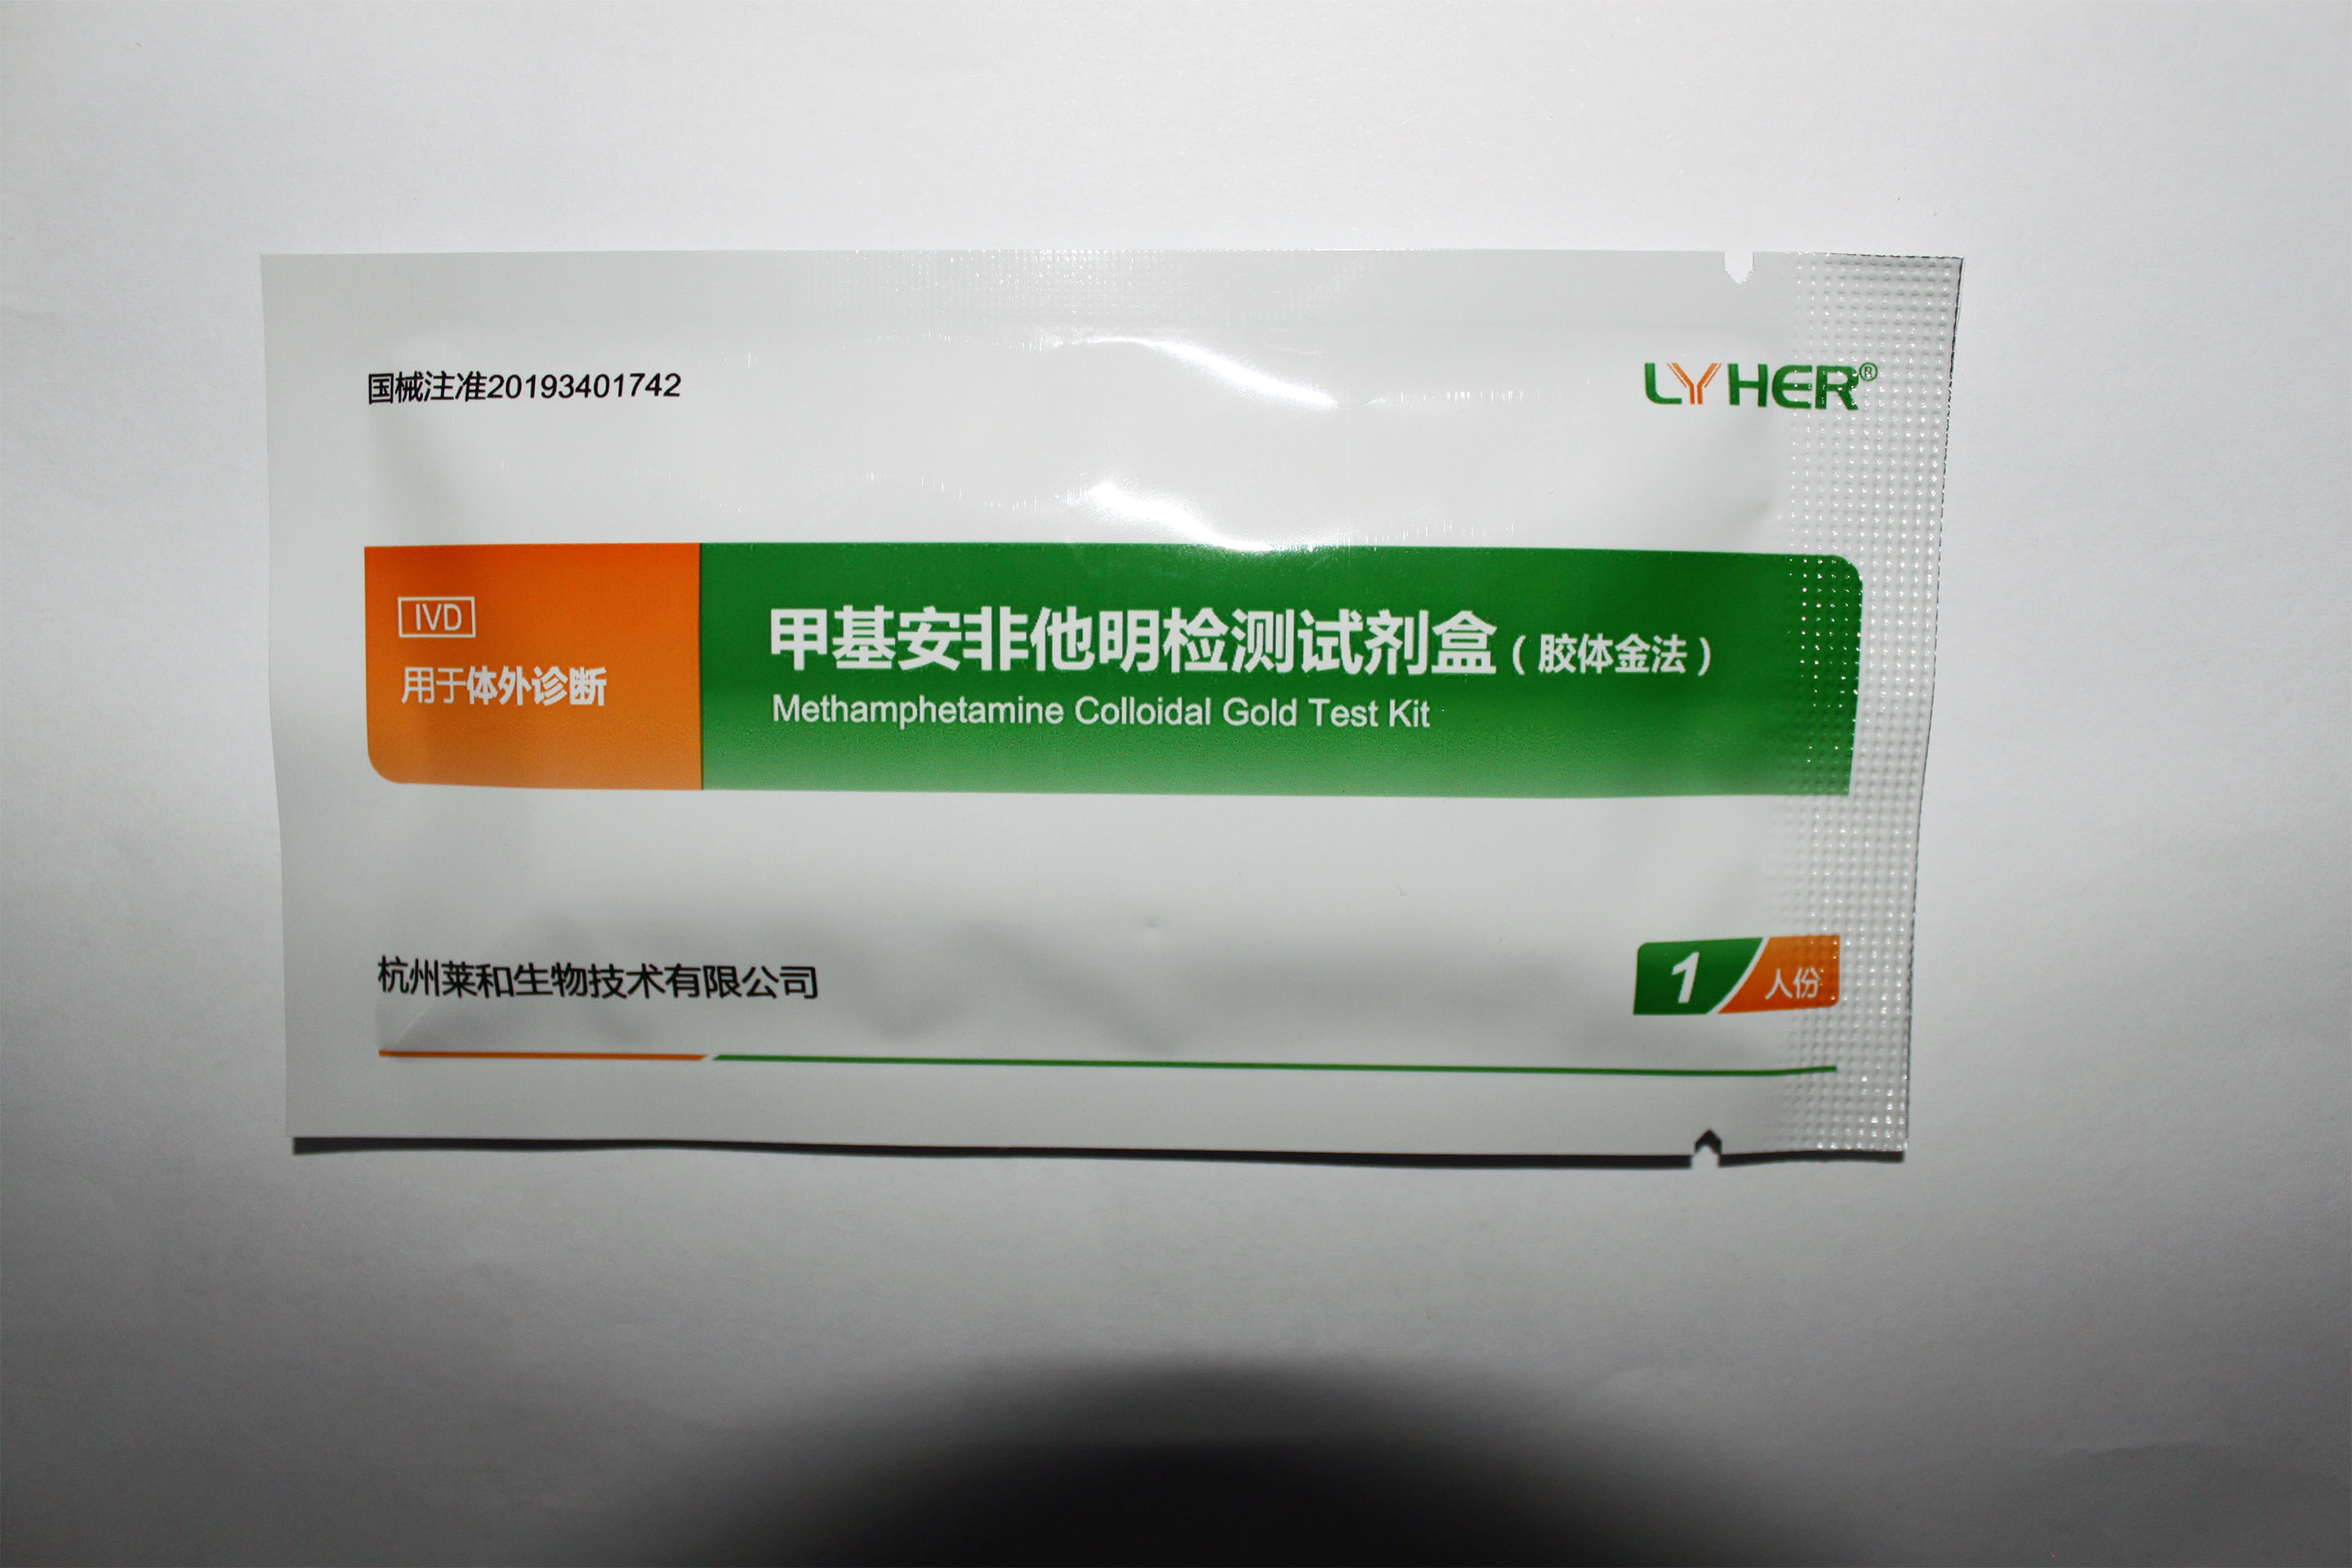 国械注准20193401742
LYHER®
IVD
用于体外诊断
甲基安非他明检测试剂盒（胶体金法）
Methamphetamine Colloidal Gold Test Kit
杭州莱和生物技术有限公司
1人份